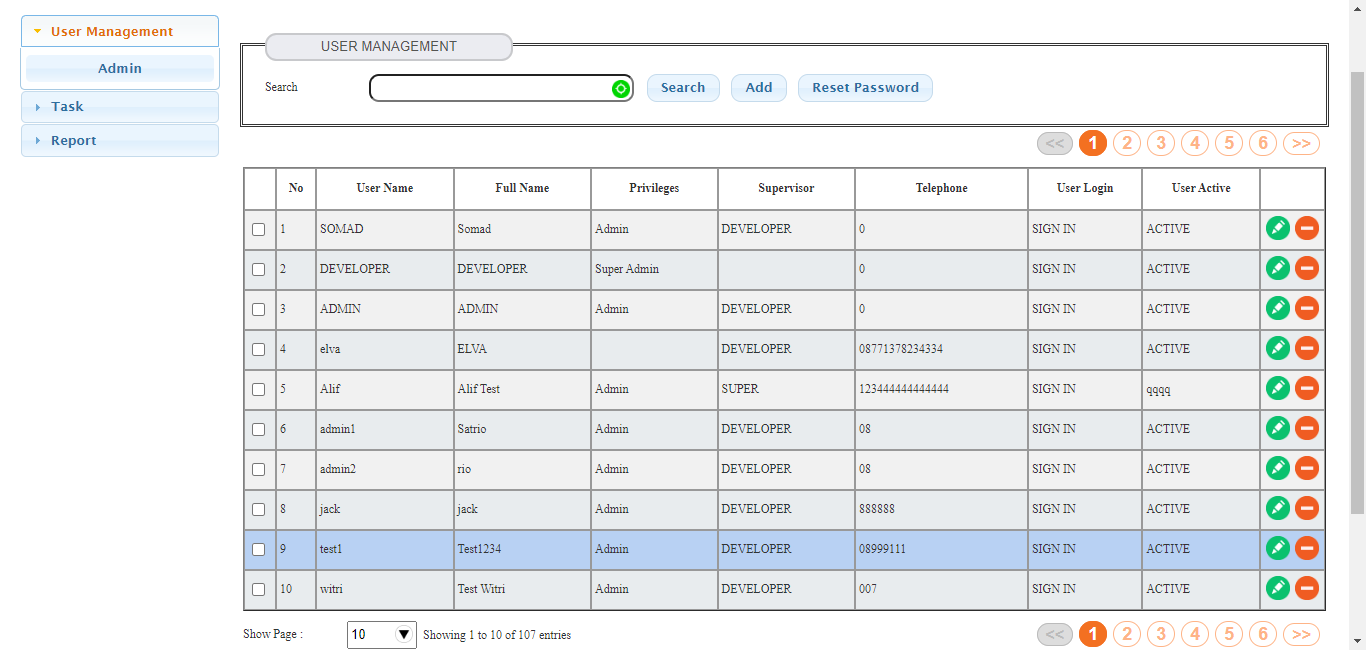 User Management
Admin
Task
Report
USER MANAGEMENT
Search Search Add Reset Password
<< 1 2 3 4 5 6 >>
No User Name Full Name Privileges Supervisor Telephone User Login User Active
1 SOMAD Somad Admin DEVELOPER 0 SIGN IN ACTIVE
2 DEVELOPER DEVELOPER Super Admin 0 SIGN IN ACTIVE
3 ADMIN ADMIN Admin DEVELOPER 0 SIGN IN ACTIVE
4 elva ELVA DEVELOPER 08771378234334 SIGN IN ACTIVE
5 Alif Alif Test Admin SUPER 123444444444444 SIGN IN qqqq
6 admin1 Satrio Admin DEVELOPER 08 SIGN IN ACTIVE
7 admin2 rio Admin DEVELOPER 08 SIGN IN ACTIVE
8 jack jack Admin DEVELOPER 888888 SIGN IN ACTIVE
9 test1 Test1234 Admin DEVELOPER 08999111 SIGN IN ACTIVE
10 witri Test Witri Admin DEVELOPER 007 SIGN IN ACTIVE
Show Page : 10 Showing 1 to 10 of 107 entries << 1 2 3 4 5 6 >>